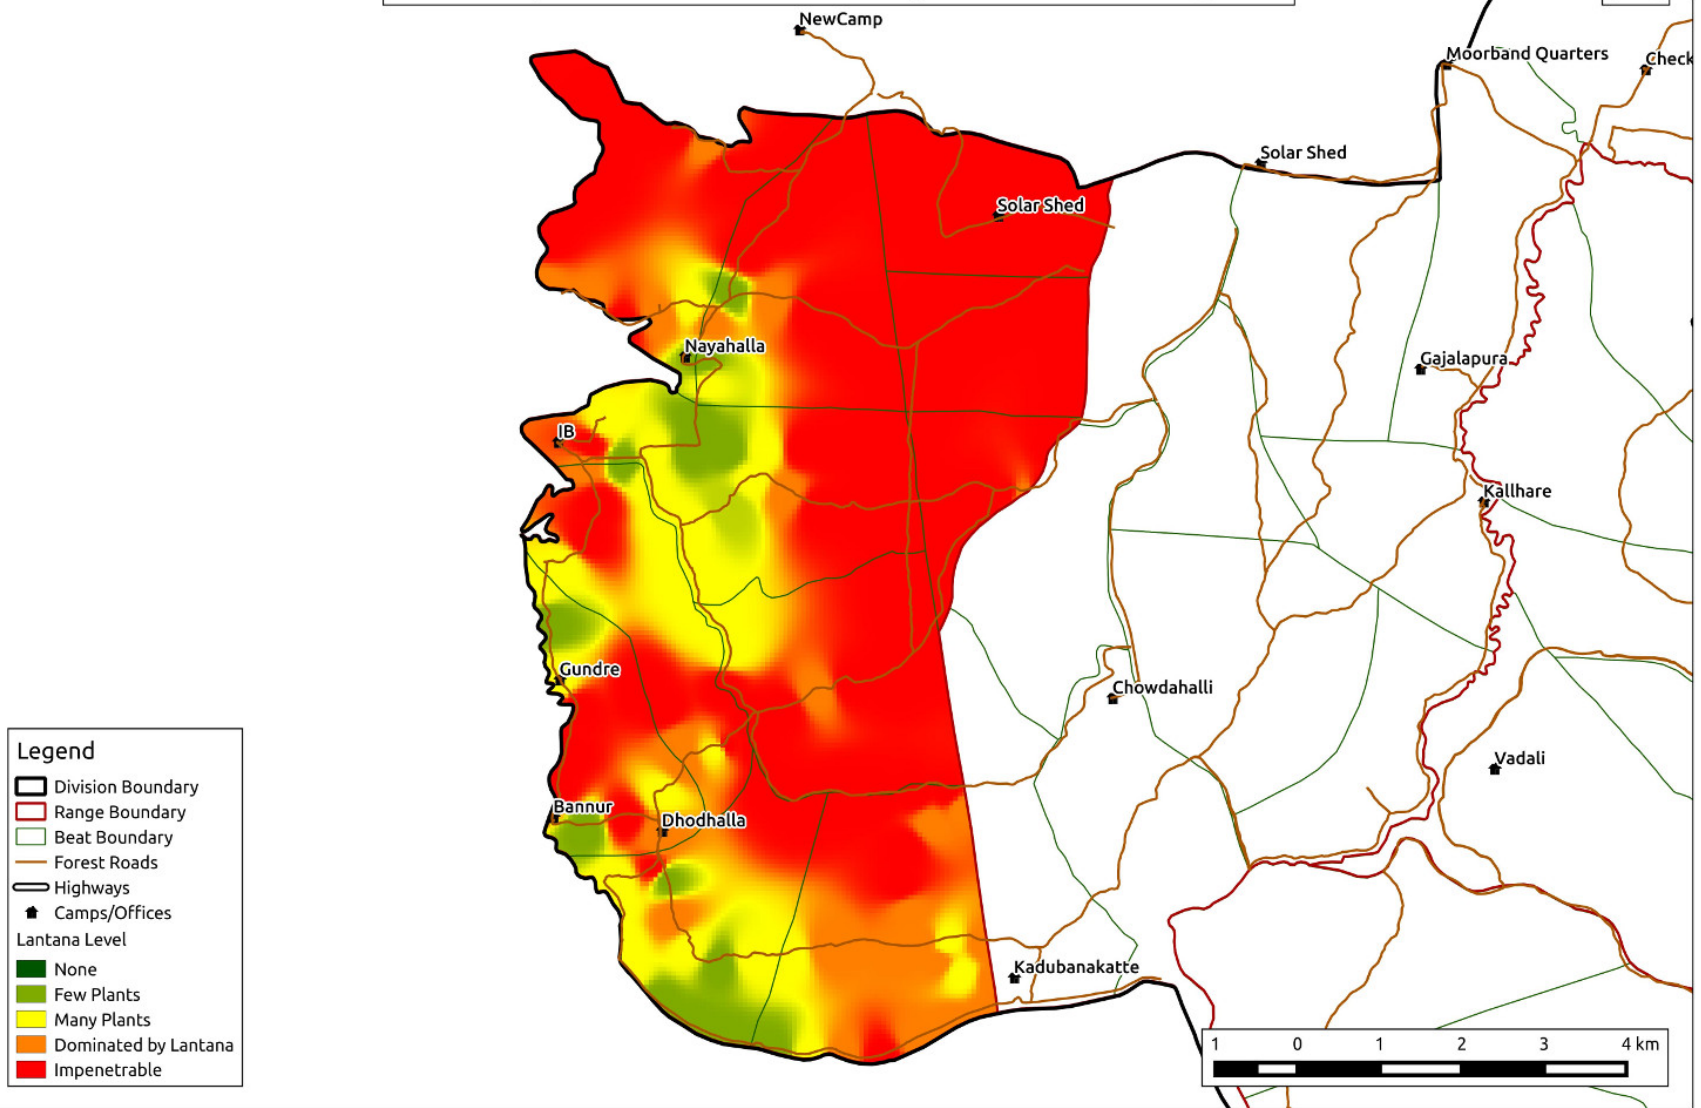 NewCamp
Moorband Quarters
Check
Solar Shed
Solar Shed
Nayahalla
Gajalapura
IB
Kallhare
Gundre
Chowdahalli
Vadali
Bannur
Dhodhalla
Kadubanakatte
Legend
Division Boundary
Range Boundary
Beat Boundary
Forest Roads
Highways
Camps/Offices
Lantana Level
None
Few Plants
Many Plants
Dominated by Lantana
Impenetrable
1 0 1 2 3 4 km